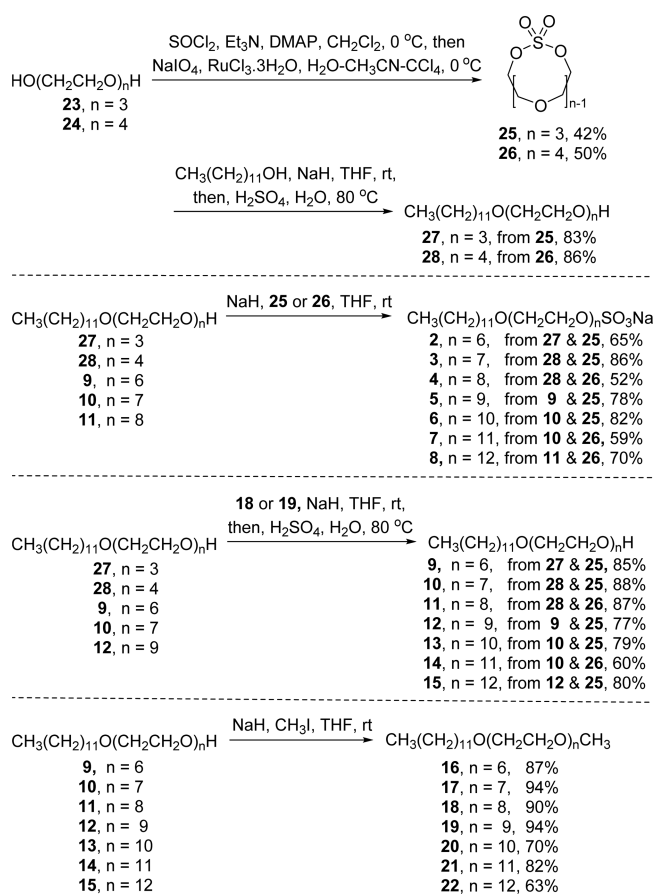 SOCl2, Et3N, DMAP, CH2Cl2, 0 °C, then
NaIO4, RuCl3.3H2O, H2O-CH3CN-CCl4, 0 °C
HO(CH2CH2O)nH
23, n = 3
24, n = 4
O O
S
O O
O n-1
25, n = 3, 42%
26, n = 4, 50%
CH3(CH2)11OH, NaH, THF, rt,
then, H2SO4, H2O, 80 °C
CH3(CH2)11O(CH2CH2O)nH
27, n = 3, from 25, 83%
28, n = 4, from 26, 86%
CH3(CH2)11O(CH2CH2O)nH
27, n = 3
28, n = 4
9, n = 6
10, n = 7
11, n = 8
NaH, 25 or 26, THF, rt
CH3(CH2)11O(CH2CH2O)nSO3Na
2, n = 6, from 27 & 25, 65%
3, n = 7, from 28 & 25, 86%
4, n = 8, from 28 & 26, 52%
5, n = 9, from 9 & 25, 78%
6, n = 10, from 10 & 25, 82%
7, n = 11, from 10 & 26, 59%
8, n = 12, from 11 & 26, 70%
18 or 19, NaH, THF, rt,
then, H2SO4, H2O, 80 °C
CH3(CH2)11O(CH2CH2O)nH
27, n = 3
28, n = 4
9, n = 6
10, n = 7
12, n = 9
CH3(CH2)11O(CH2CH2O)nH
9, n = 6, from 27 & 25, 85%
10, n = 7, from 28 & 25, 88%
11, n = 8, from 28 & 26, 87%
12, n = 9, from 9 & 25, 77%
13, n = 10, from 10 & 25, 79%
14, n = 11, from 10 & 26, 60%
15, n = 12, from 12 & 25, 80%
NaH, CH3I, THF, rt
CH3(CH2)11O(CH2CH2O)nH
9, n = 6
10, n = 7
11, n = 8
12, n = 9
13, n = 10
14, n = 11
15, n = 12
CH3(CH2)11O(CH2CH2O)nCH3
16, n = 6, 87%
17, n = 7, 94%
18, n = 8, 90%
19, n = 9, 94%
20, n = 10, 70%
21, n = 11, 82%
22, n = 12, 63%